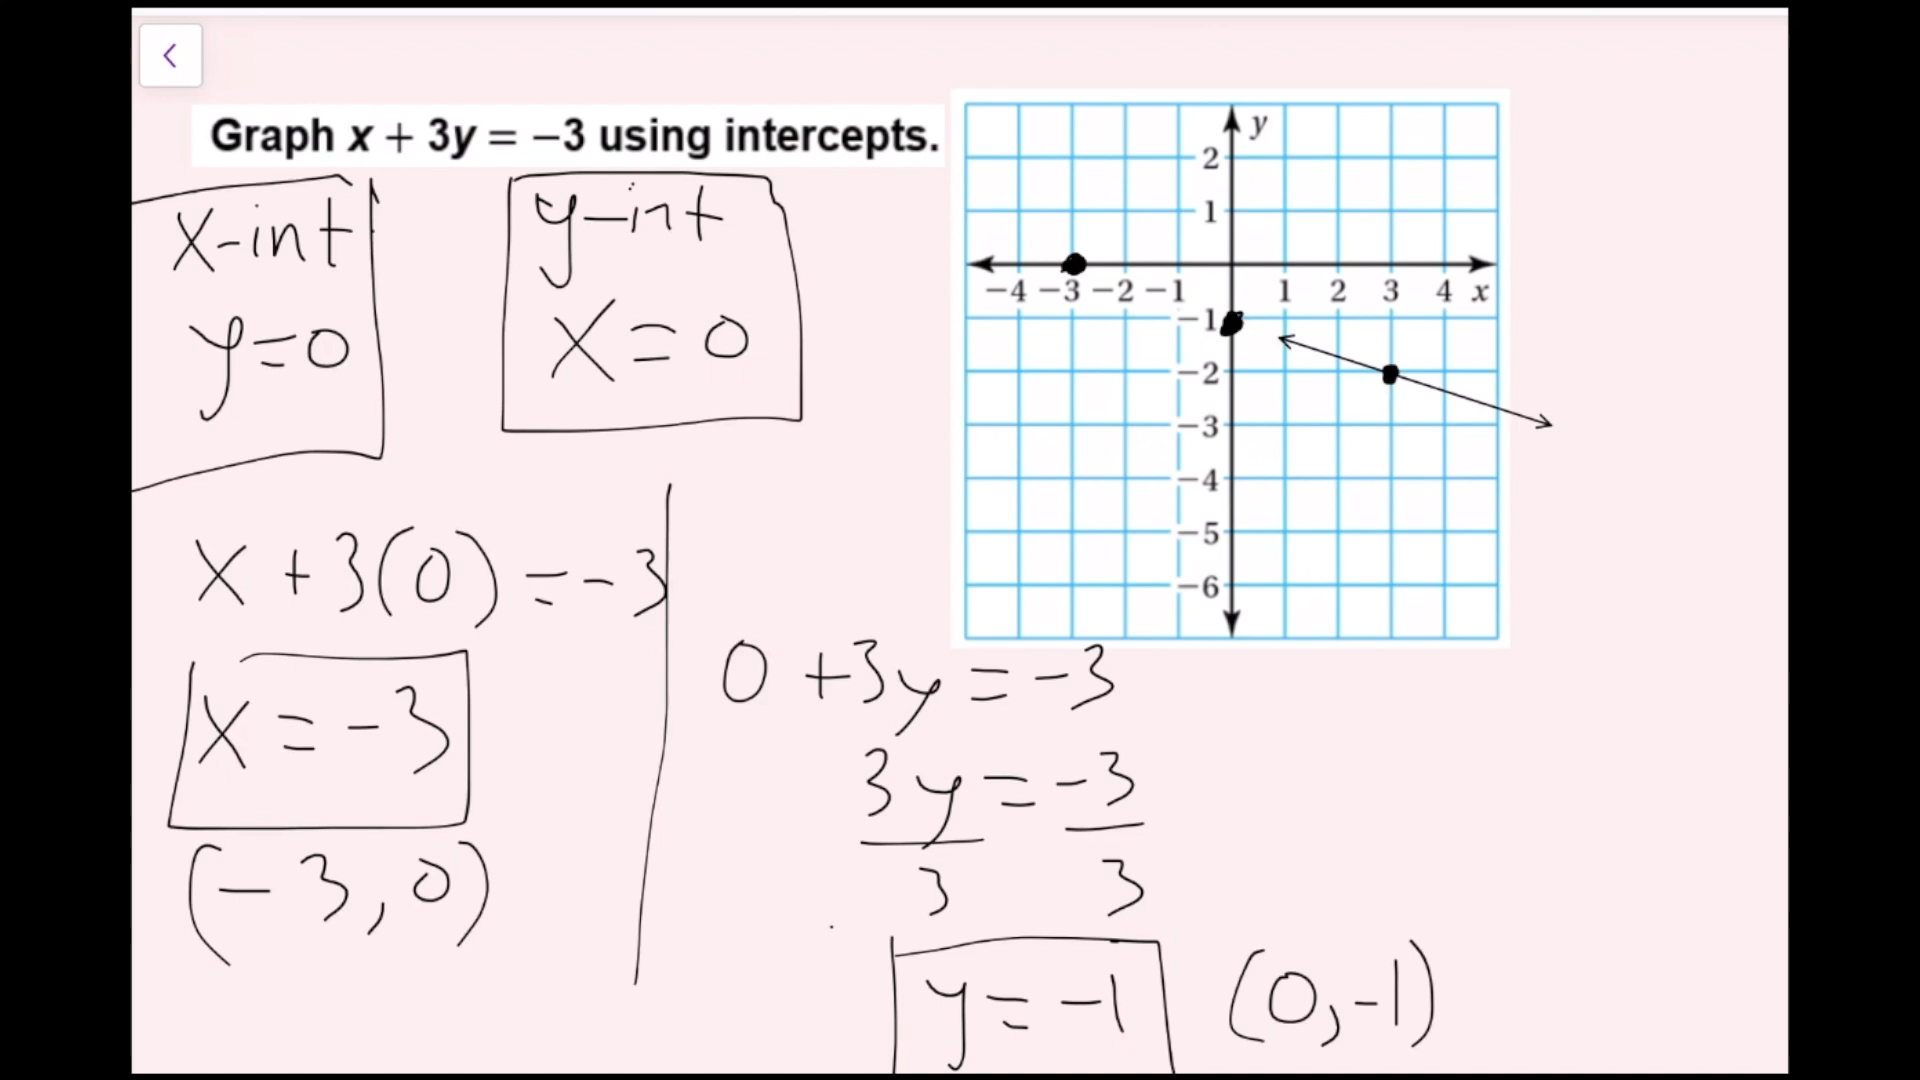 Graph x + 3y = −3 using intercepts.
x-int
y=0
y-int
x=0
x+3(0)=-3
x=-3
(-3,0)
0+3y=-3
3y=-3
3 3
y=-1 (0,-1)
y
2
1
−4 −3 −2 −1 1 2 3 4 x
−1
−2
−3
−4
−5
−6